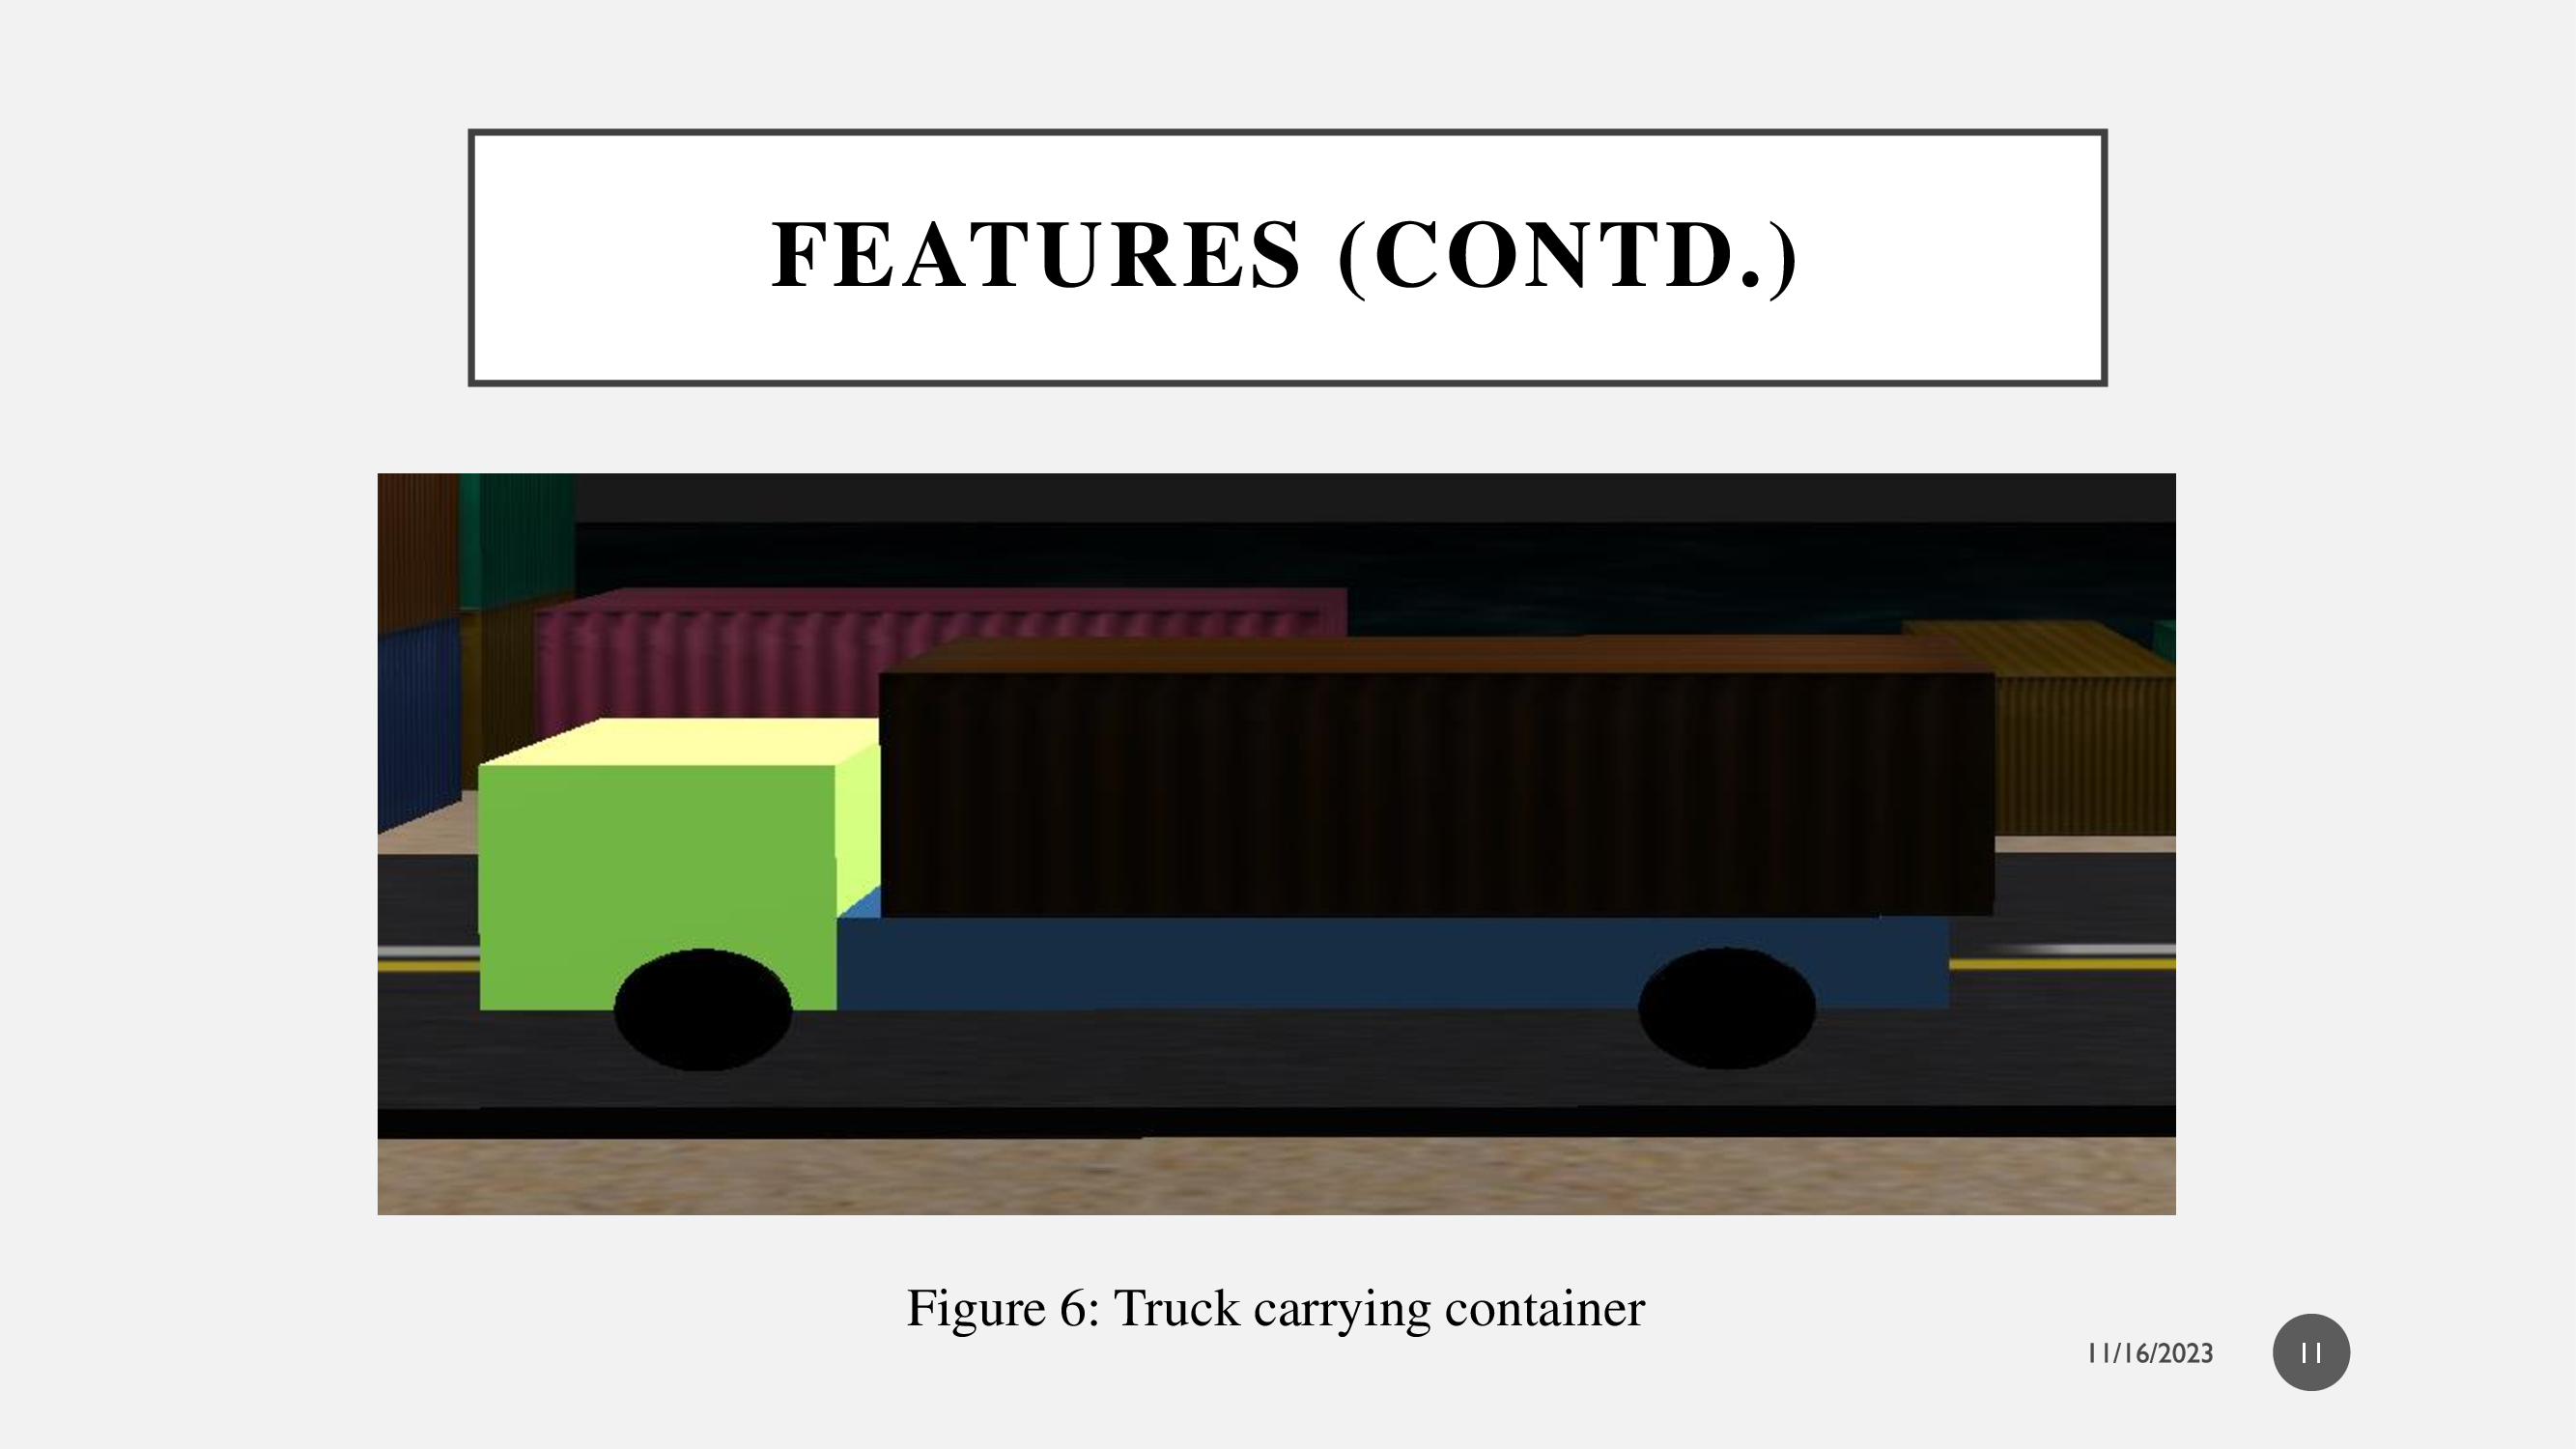 FEATURES (CONTD.)
Figure 6: Truck carrying container
11/16/2023
11